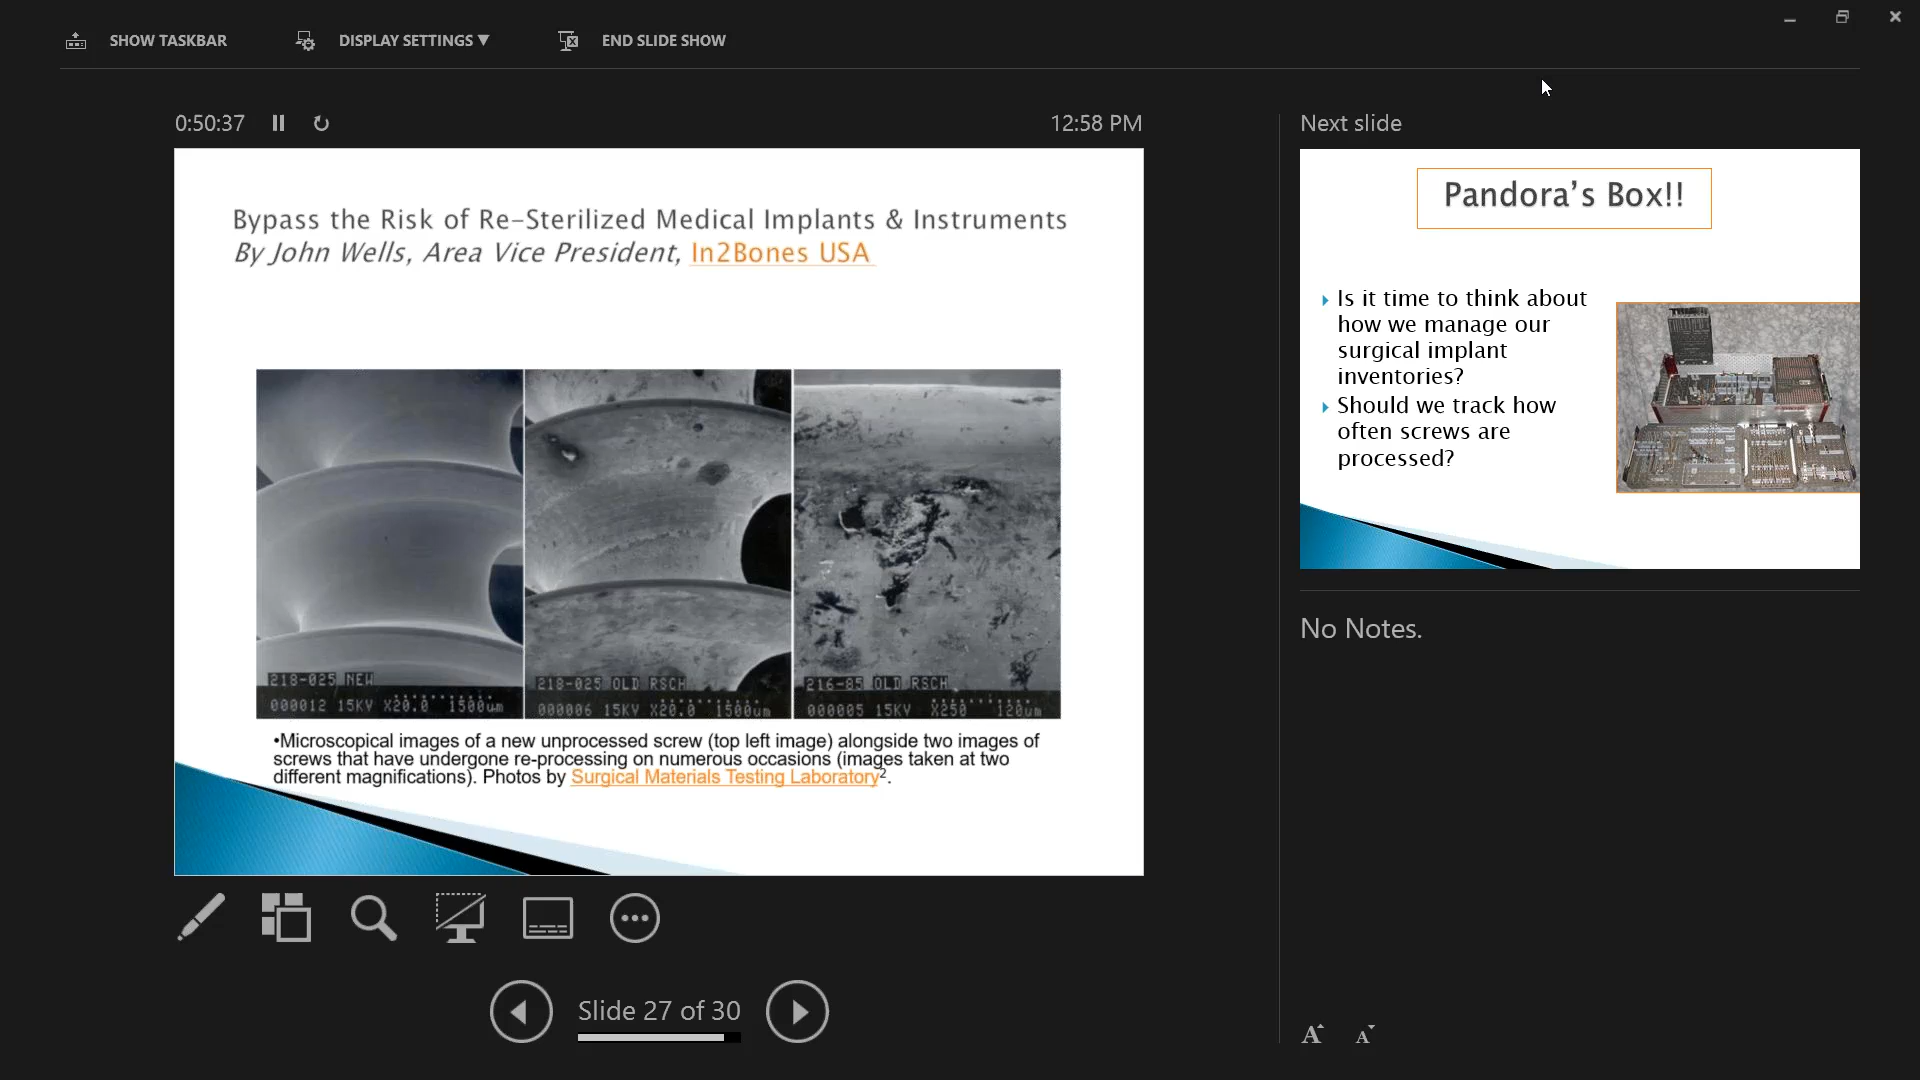 SHOW TASKBAR
DISPLAY SETTINGS ▼
END SLIDE SHOW
0:50:37
12:58 PM
Bypass the Risk of Re-Sterilized Medical Implants & Instruments
By John Wells, Area Vice President, In2Bones USA
218-025 NEW
000012 15KV X20.0 1500um
218-025 OLD RSCH
000006 15KV X20.0 1500um
216-85 OLD RSCH
000005 15KV X250 120um
•Microscopical images of a new unprocessed screw (top left image) alongside two images of
screws that have undergone re-processing on numerous occasions (images taken at two
different magnifications). Photos by Surgical Materials Testing Laboratory².
Slide 27 of 30
Next slide
Pandora's Box!!
Is it time to think about
how we manage our
surgical implant
inventories?
Should we track how
often screws are
processed?
No Notes.
A A